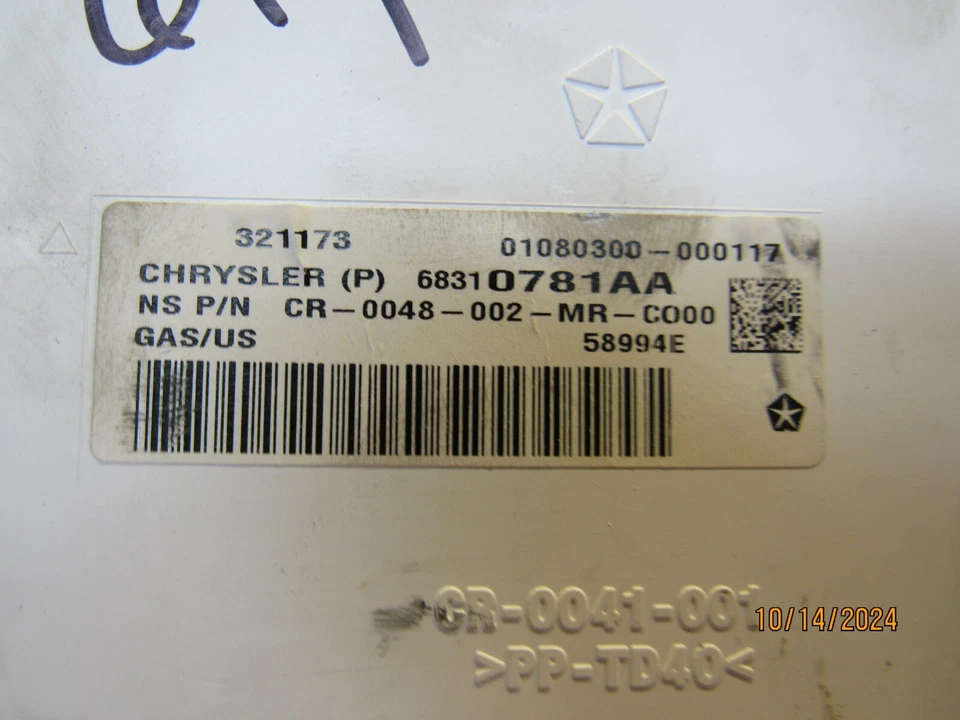 321173
01080300-000117
CHRYSLER (P) 68310781AA
NS P/N CR-0048-002-MR-C000
GAS/US
58994E
CR-0041-001
>PP-TD40<
10/14/2024